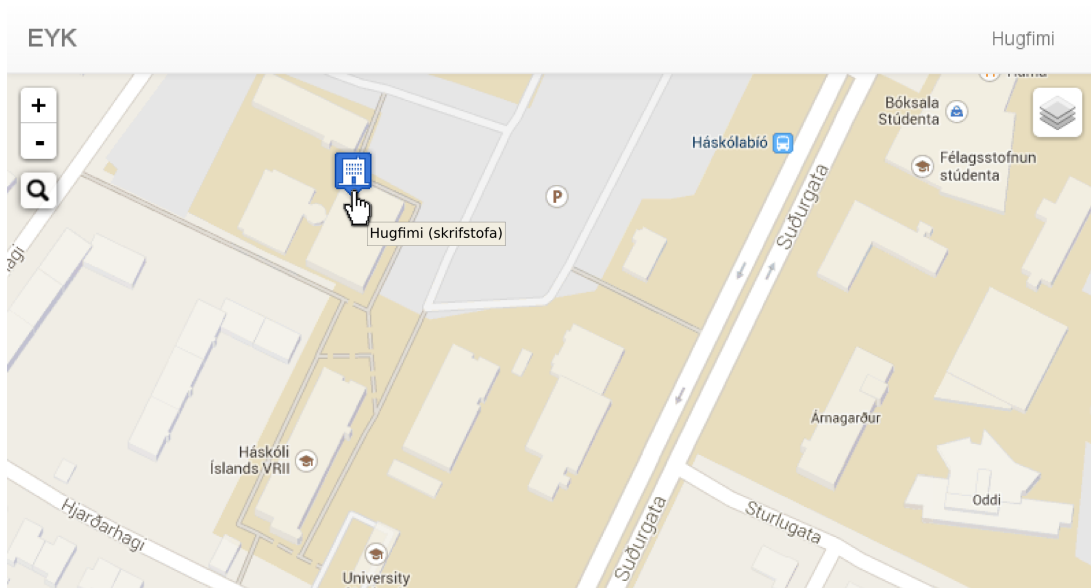 EYK
Hugfimi
+
-
Bóksala
Stúdenta
Háskólabíó
Félagsstofnun
stúdenta
P
Suðurgata
Hugfimi (skrifstofa)
Árnagarður
Háskóli
Íslands VRII
Oddi
Hjarðarhagi
Suðurgata
Sturlugata
University